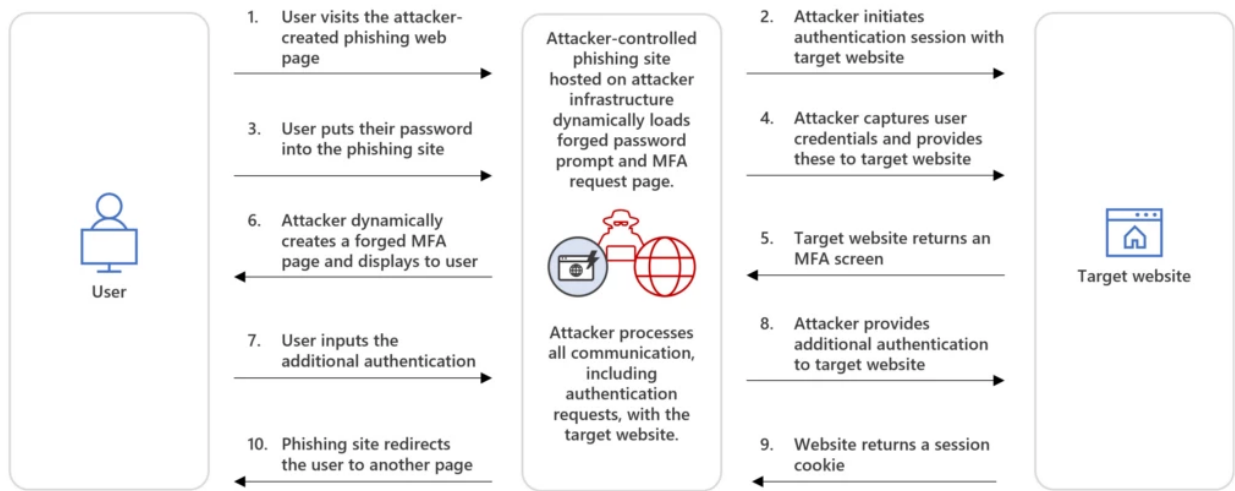 1. User visits the attacker-
created phishing web
page
2. Attacker initiates
authentication session with
target website
Attacker-controlled
phishing site
hosted on attacker
infrastructure
dynamically loads
forged password
prompt and MFA
request page.
3. User puts their password
into the phishing site
4. Attacker captures user
credentials and provides
these to target website
6. Attacker dynamically
creates a forged MFA
page and displays to user
5. Target website returns an
MFA screen
User
Target website
7. User inputs the
additional authentication
8. Attacker provides
additional authentication
to target website
Attacker processes
all communication,
including
authentication
requests, with the
target website.
10. Phishing site redirects
the user to another page
9. Website returns a session
cookie